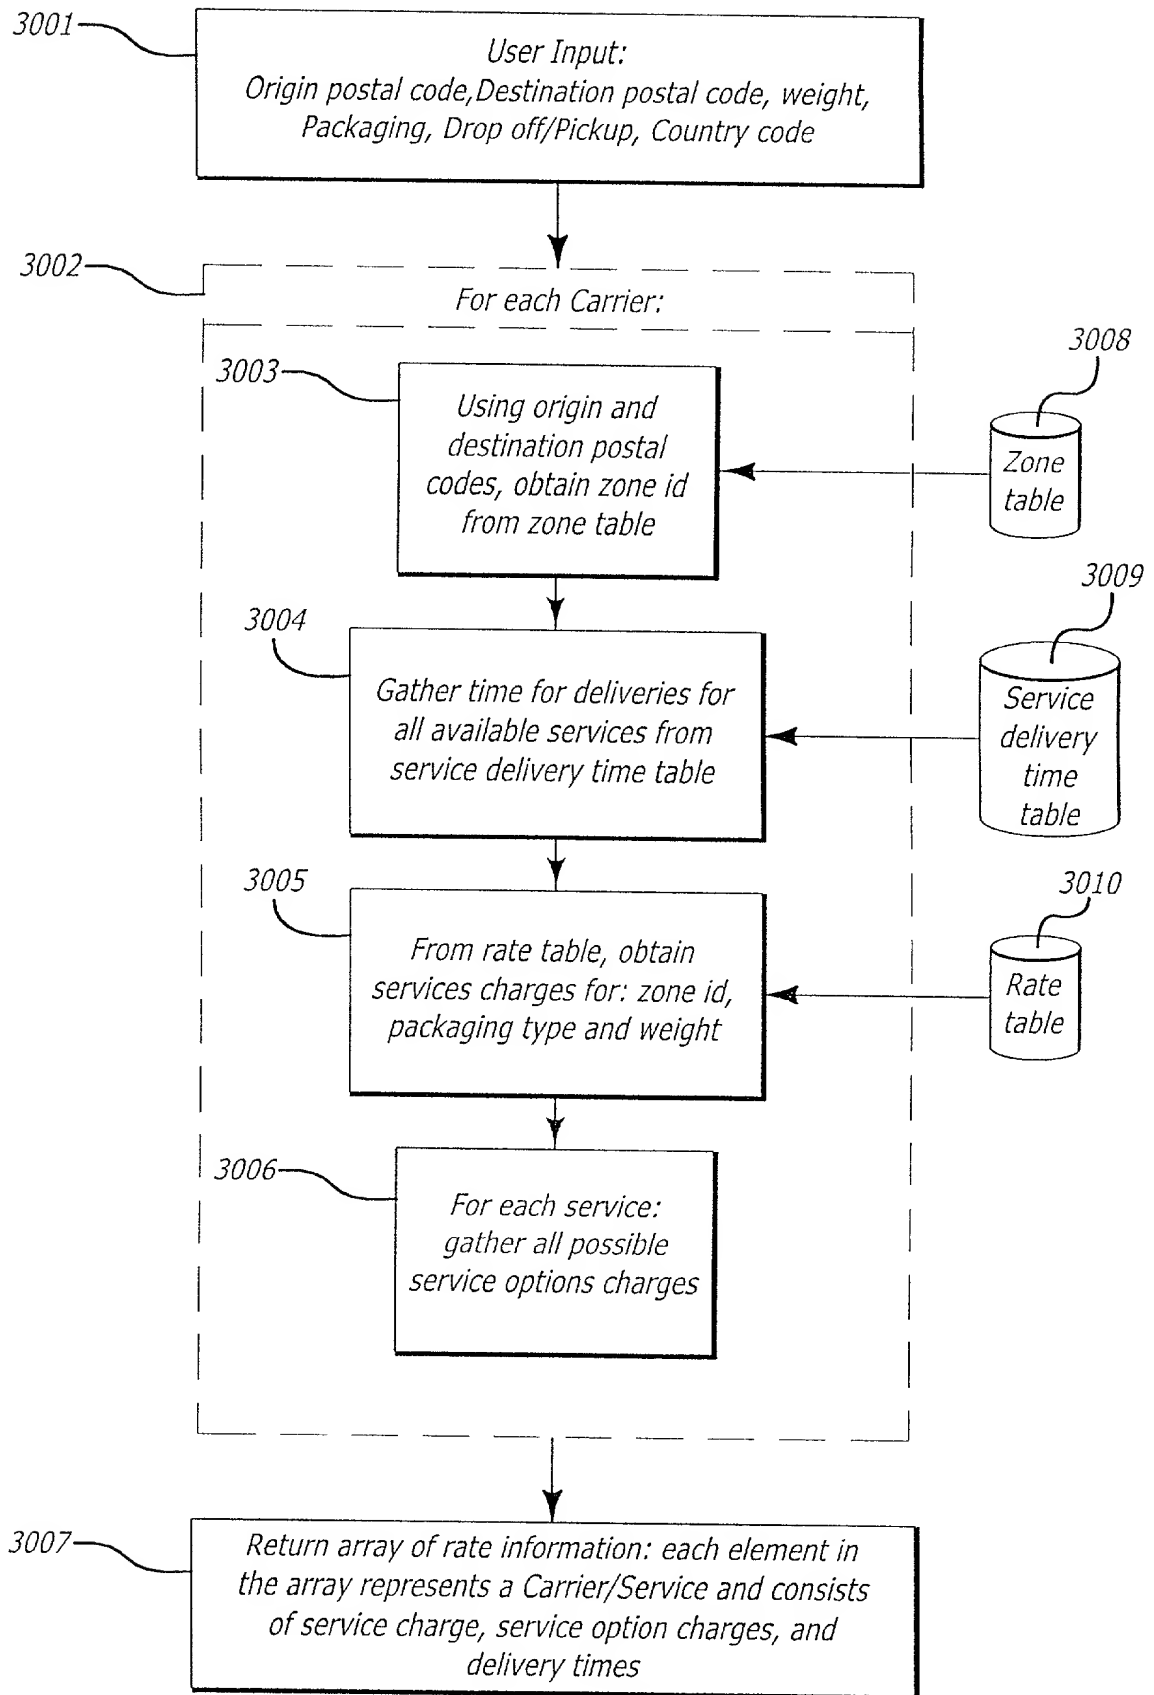 3001
User Input:
Origin postal code,Destination postal code, weight,
Packaging, Drop off/Pickup, Country code
3002
For each Carrier:
3003
Using origin and
destination postal
codes, obtain zone id
from zone table
3008
Zone
table
3004
Gather time for deliveries for
all available services from
service delivery time table
3009
Service
delivery
time
table
3005
From rate table, obtain
services charges for: zone id,
packaging type and weight
3010
Rate
table
3006
For each service:
gather all possible
service options charges
3007
Return array of rate information: each element in
the array represents a Carrier/Service and consists
of service charge, service option charges, and
delivery times